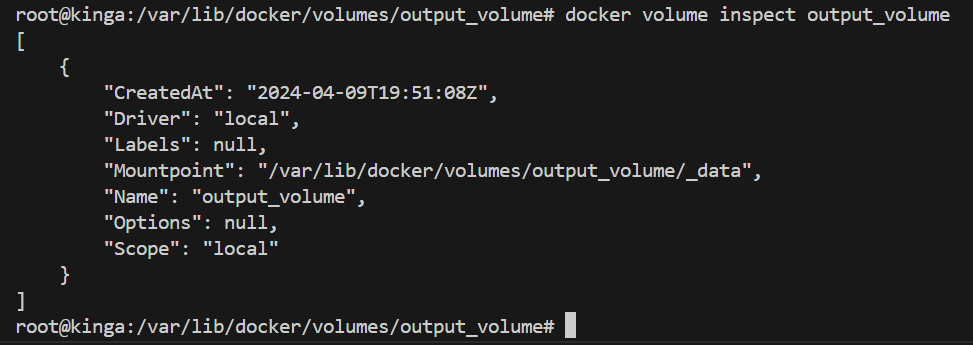 root@kinga:/var/lib/docker/volumes/output_volume# docker volume inspect output_volume
[
    {
        "CreatedAt": "2024-04-09T19:51:08Z",
        "Driver": "local",
        "Labels": null,
        "Mountpoint": "/var/lib/docker/volumes/output_volume/_data",
        "Name": "output_volume",
        "Options": null,
        "Scope": "local"
    }
]
root@kinga:/var/lib/docker/volumes/output_volume#